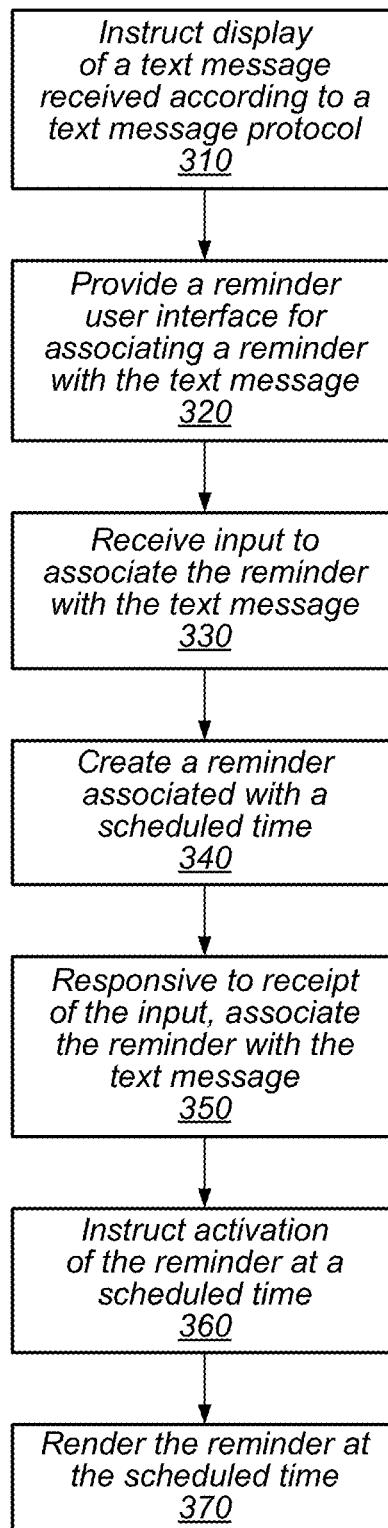 Instruct display
of a text message
received according to a
text message protocol
310
Provide a reminder
user interface for
associating a reminder
with the text message
320
Receive input to
associate the reminder
with the text message
330
Create a reminder
associated with a
scheduled time
340
Responsive to receipt
of the input, associate
the reminder with the
text message
350
Instruct activation
of the reminder at a
scheduled time
360
Render the reminder at
the scheduled time
370